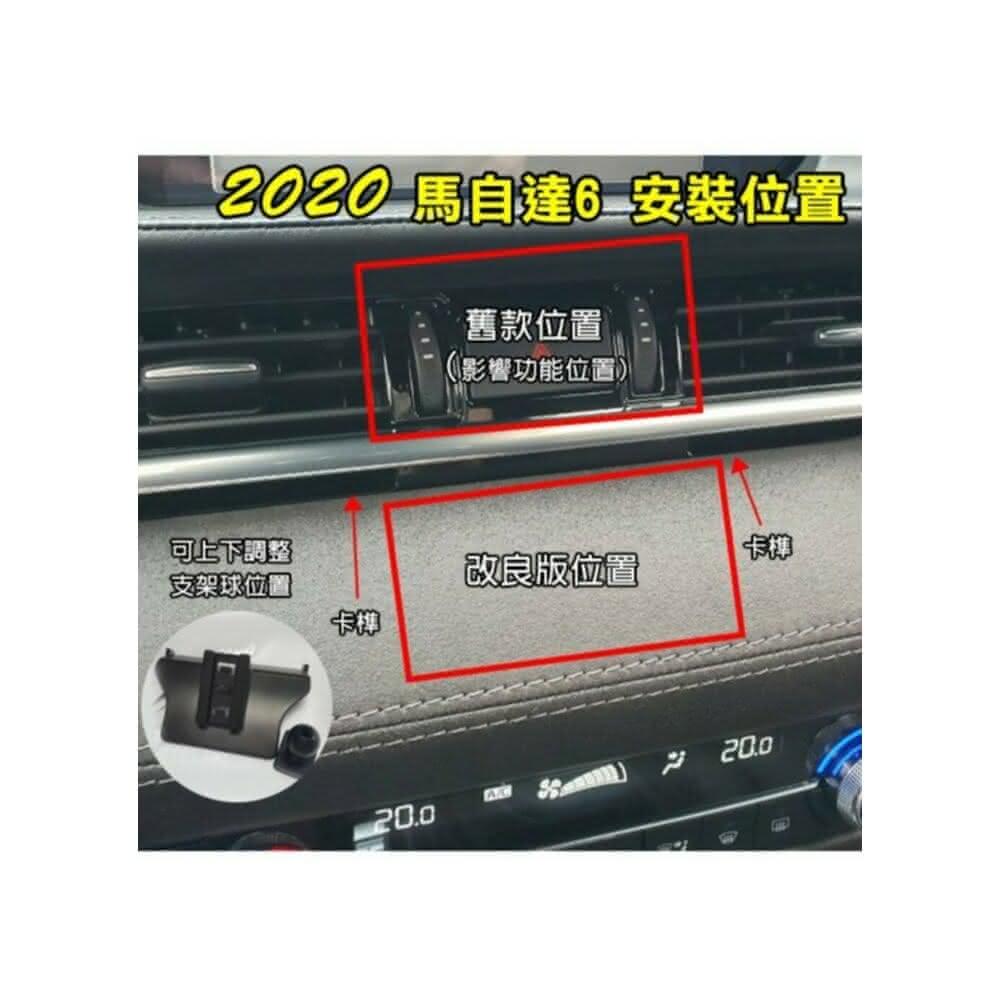 2020 馬自達6 安裝位置
舊款位置
(影響功能位置)
改良版位置
卡榫
卡榫
可上下調整
支架球位置
20.0
A/C
20.0